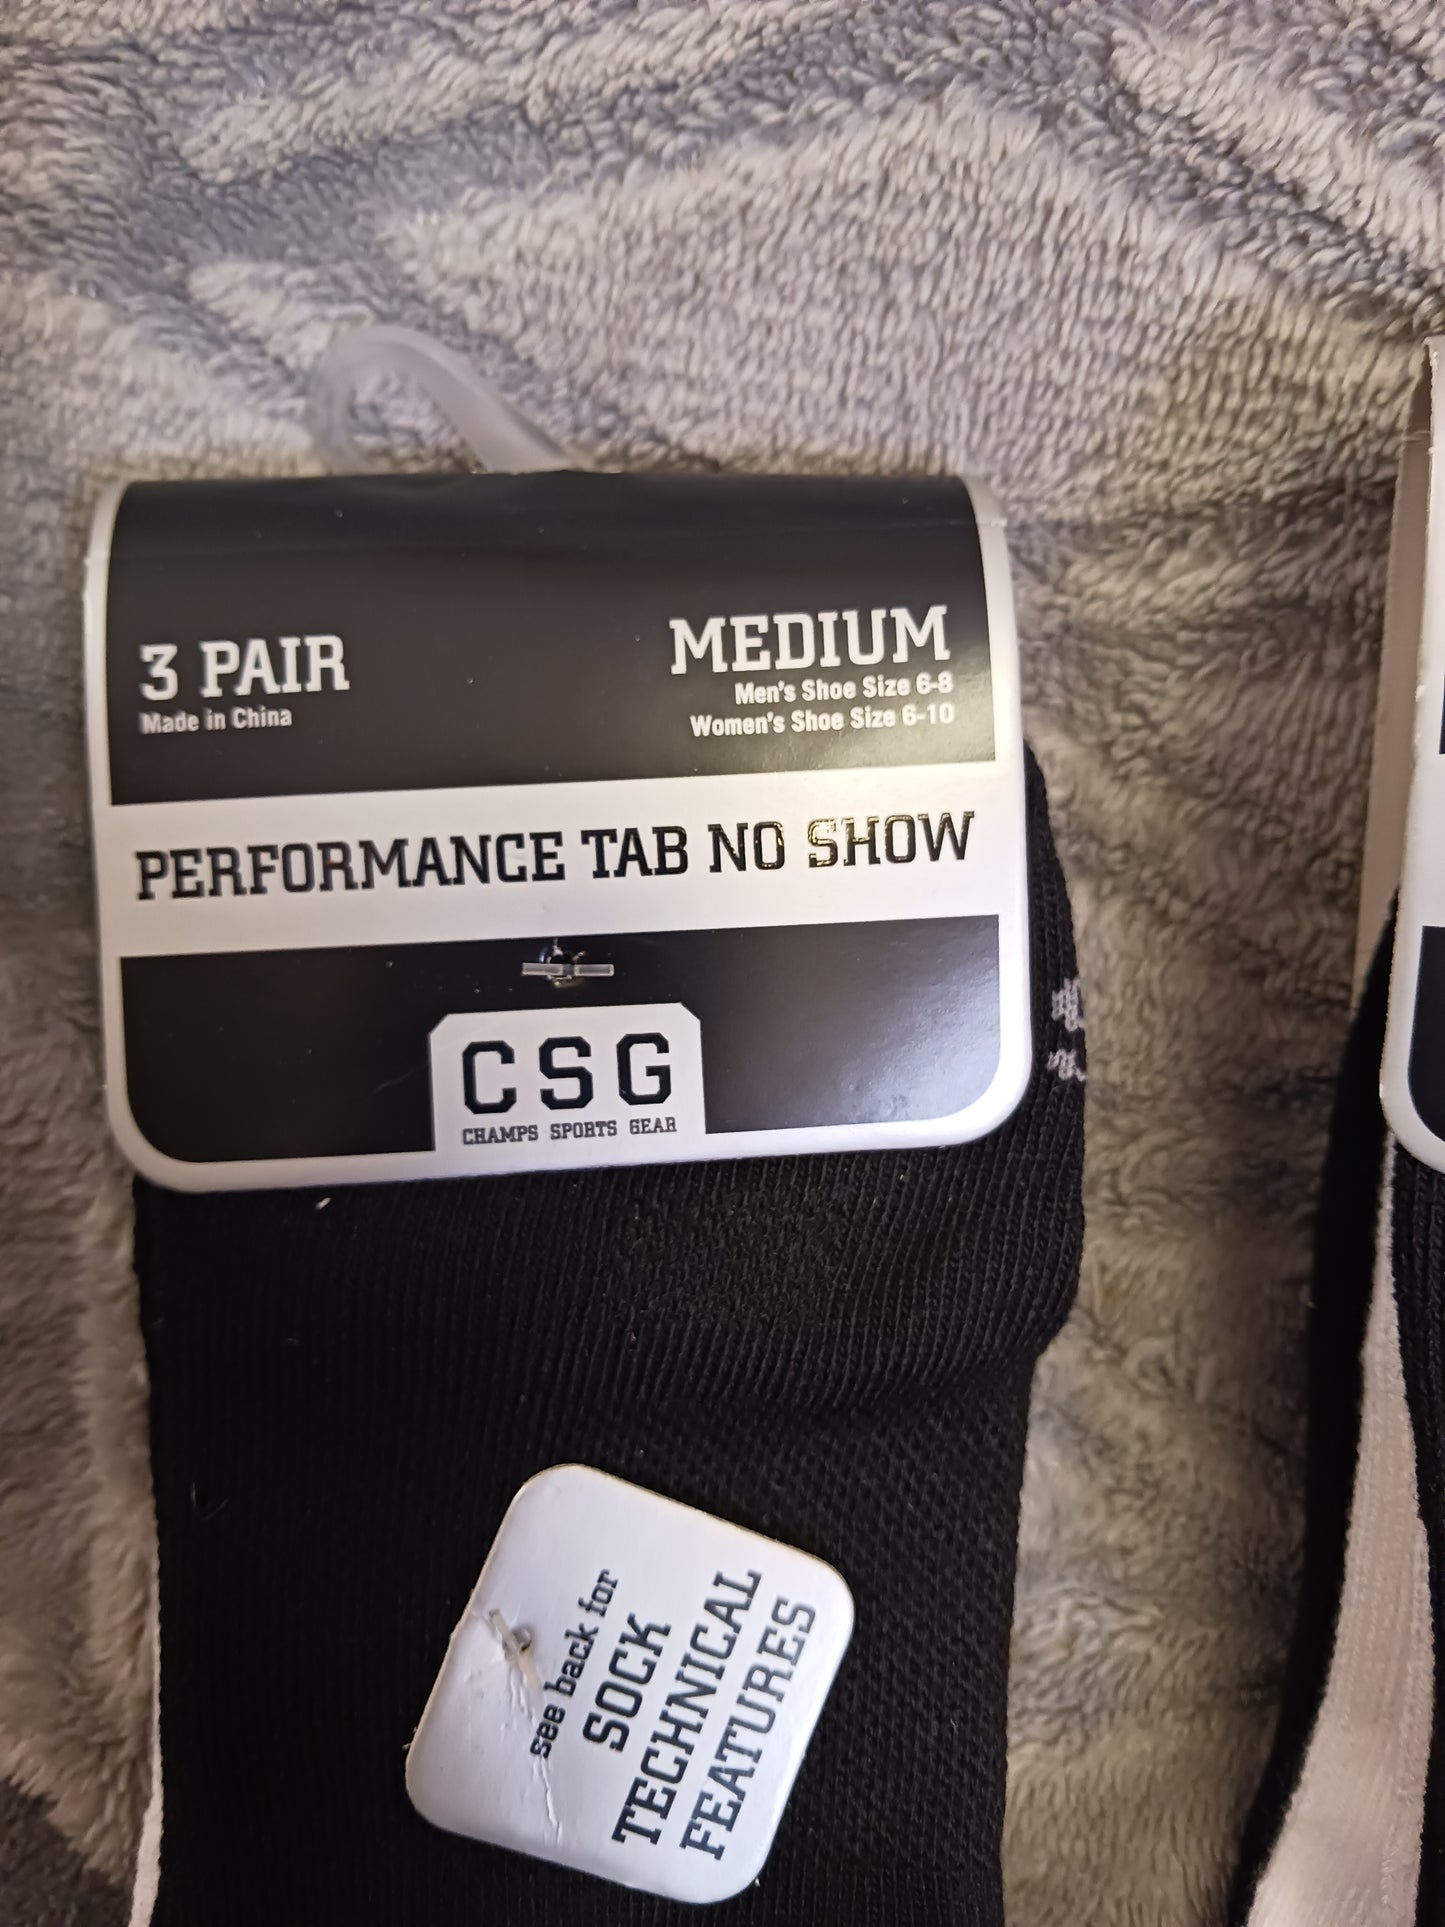 3 PAIR
Made in China
MEDIUM
Men's Shoe Size 6-8
Women's Shoe Size 6-10
PERFORMANCE TAB NO SHOW
CSG
CHAMPS SPORTS GEAR
see back for
SOCK
TECHNICAL
FEATURES